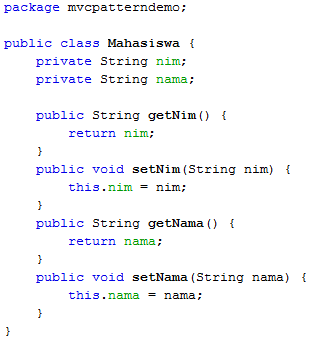 package mvcpatterndemo;
public class Mahasiswa {
    private String nim;
    private String nama;
    public String getNim() {
        return nim;
    }
    public void setNim(String nim) {
        this.nim = nim;
    }
    public String getNama() {
        return nama;
    }
    public void setNama(String nama) {
        this.nama = nama;
    }
}